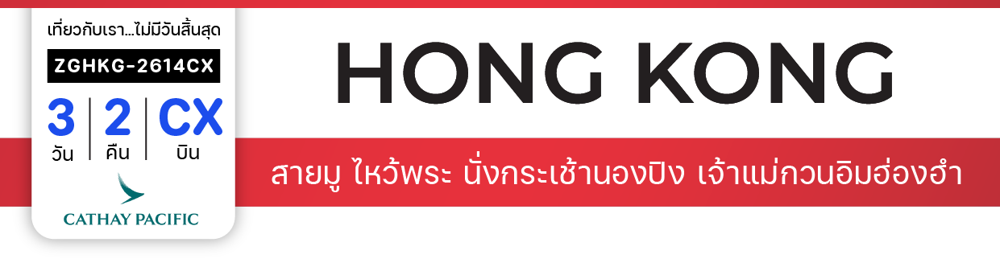 เที่ยวกับเรา...ไม่มีวันสิ้นสุด
ZGHKG-2614CX
3 2 CX
วัน คืน บิน
CATHAY PACIFIC
HONG KONG
สายมู ไหว้พระ นั่งกระเช้านองปิง เจ้าแม่กวนอิมฮ่องฮำ